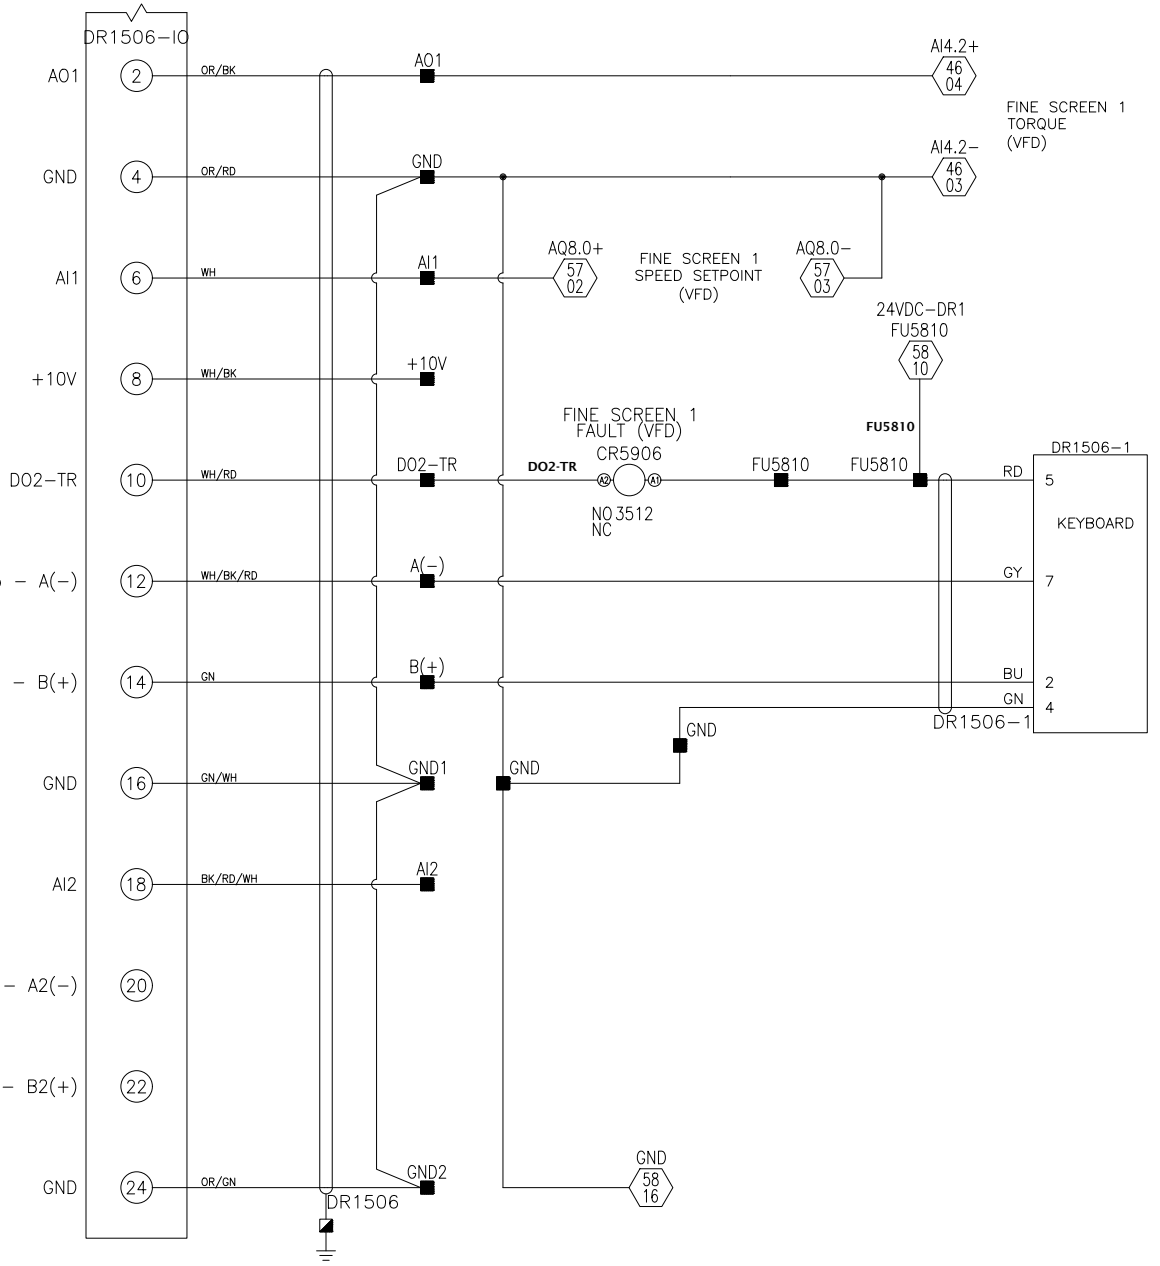 DR1506-IO
AO1
2
OR/BK
AO1
AI4.2+
46
04
FINE SCREEN 1
TORQUE
(VFD)
GND
4
OR/RD
GND
AI4.2-
46
03
AI1
6
WH
AI1
AQ8.0+
57
02
FINE SCREEN 1
SPEED SETPOINT
(VFD)
AQ8.0-
57
03
24VDC-DR1
FU5810
58
10
+10V
8
WH/BK
+10V
FINE SCREEN 1
FAULT (VFD)
CR5906
FU5810
DR1506-1
DO2-TR
10
WH/RD
DO2-TR
DO2-TR
A2
A1
FU5810
FU5810
RD
5
NO 3512
NC
KEYBOARD
- A(-)
12
WH/BK/RD
A(-)
GY
7
- B(+)
14
GN
B(+)
BU
2
GN
4
DR1506-1
GND
GND
16
GN/WH
GND1
GND
AI2
18
BK/RD/WH
AI2
- A2(-)
20
- B2(+)
22
GND
24
OR/GN
GND2
GND
58
16
DR1506